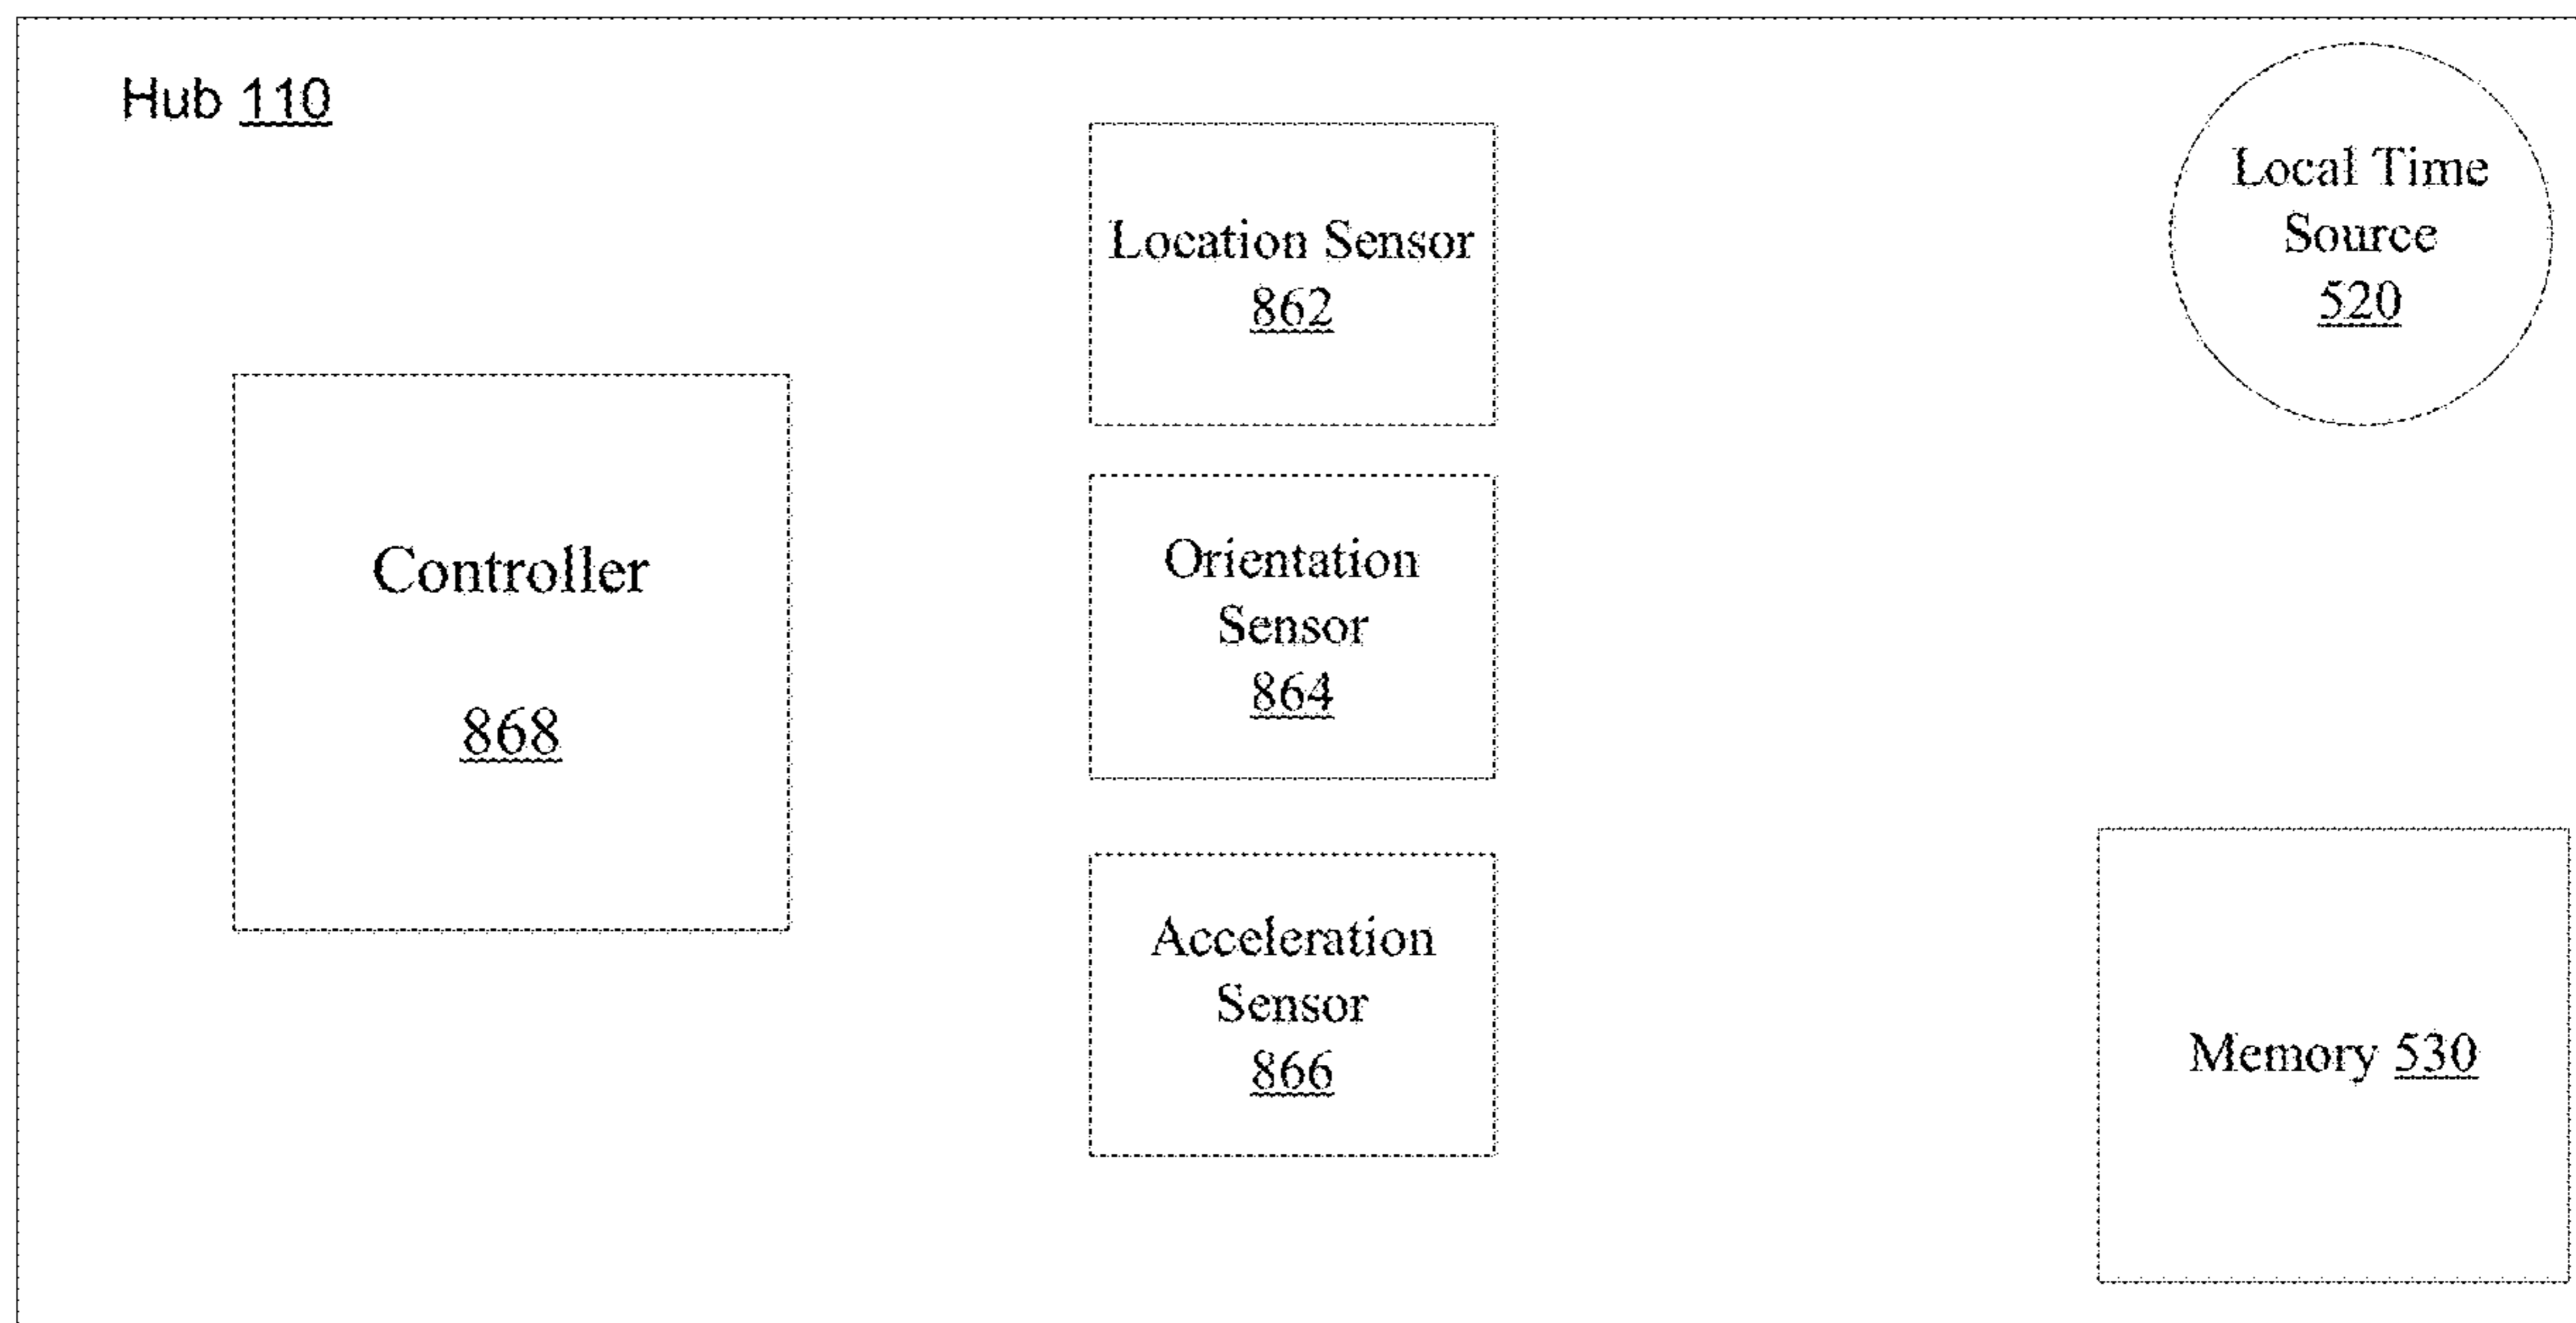 Hub 110
Local Time
Source
520
Location Sensor
862
Controller
868
Orientation
Sensor
864
Acceleration
Sensor
866
Memory 530